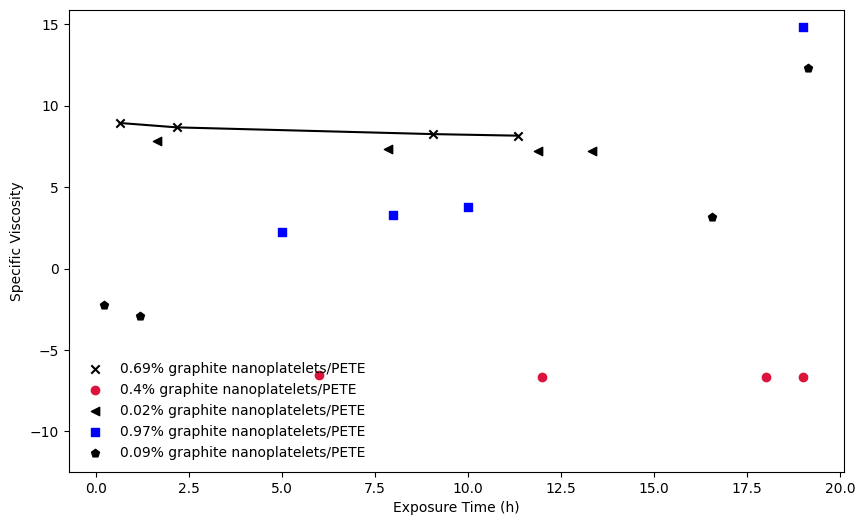 15
10
5
0
−5
−10
Specific Viscosity
0.69% graphite nanoplatelets/PETE
0.4% graphite nanoplatelets/PETE
0.02% graphite nanoplatelets/PETE
0.97% graphite nanoplatelets/PETE
0.09% graphite nanoplatelets/PETE
0.0 2.5 5.0 7.5 10.0 12.5 15.0 17.5 20.0
Exposure Time (h)